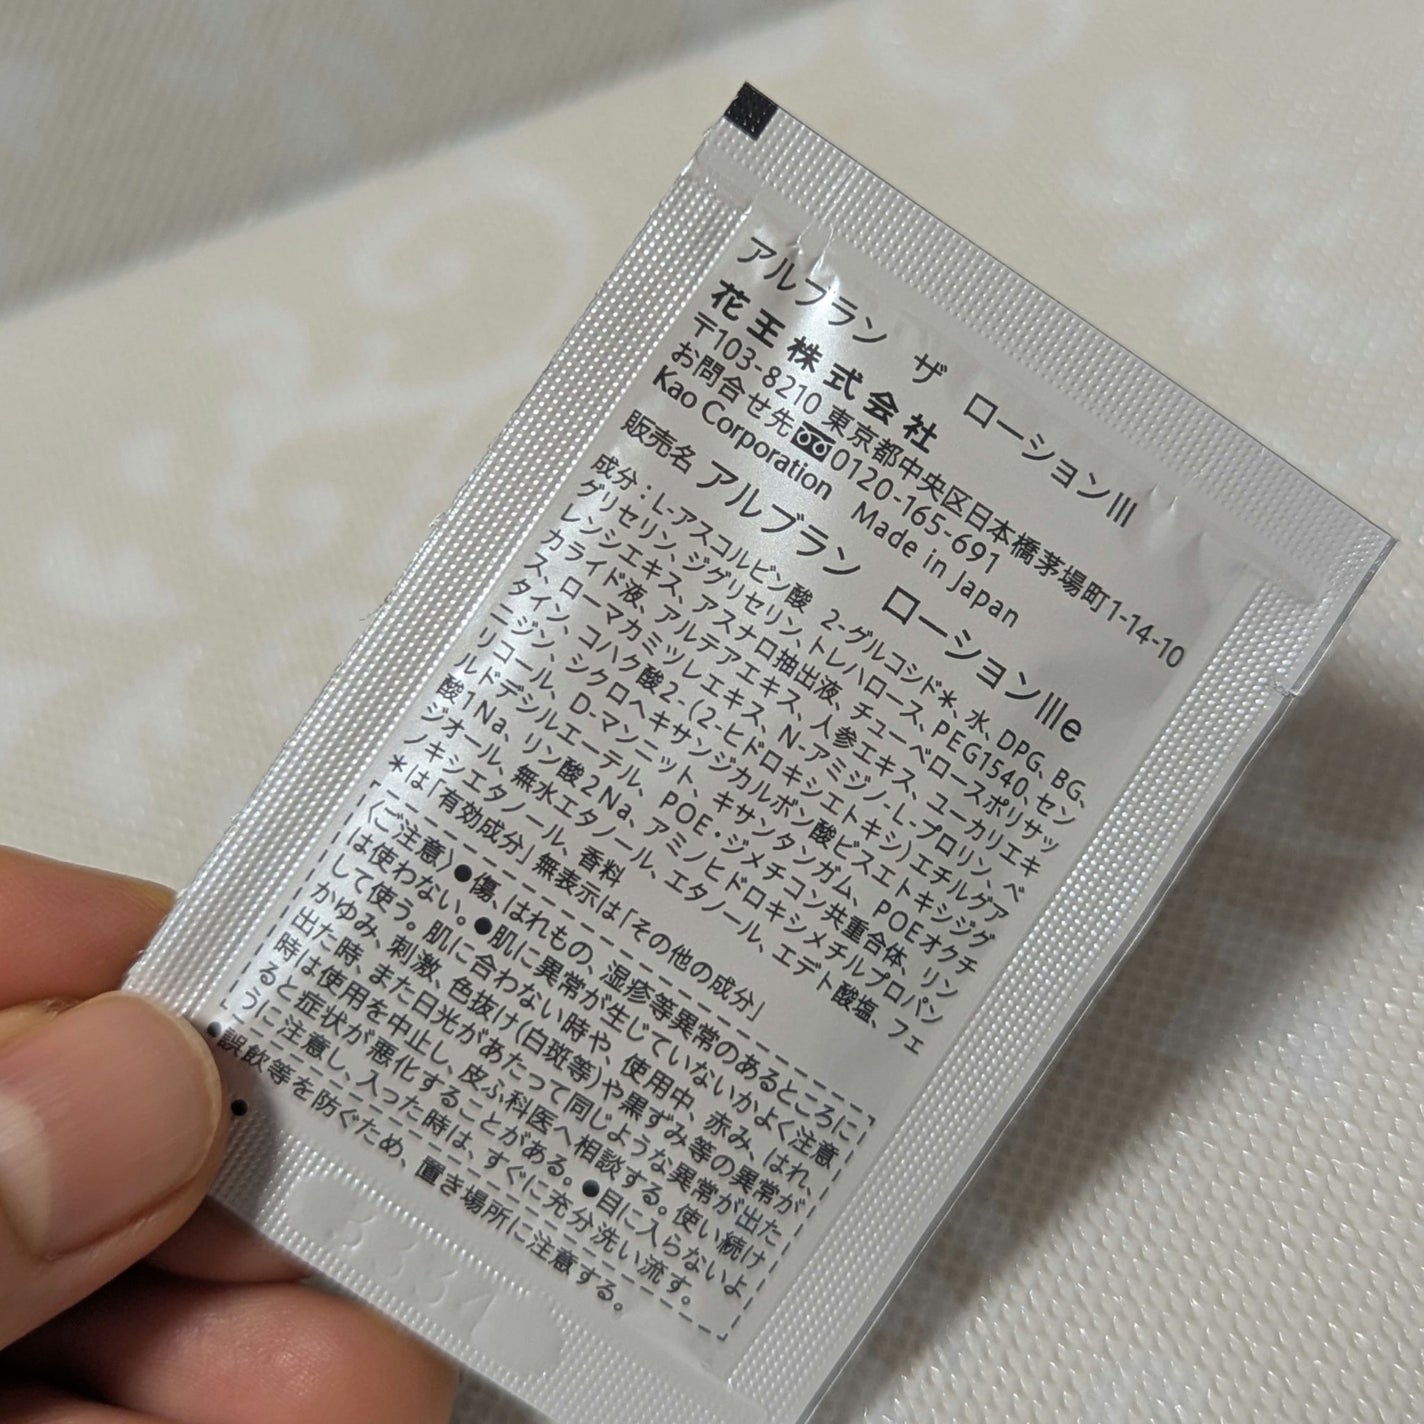 アルブラン ザ ローションIII
花王株式会社
〒103-8210 東京都中央区日本橋茅場町1-14-10
お問合せ先 0120-165-691
Kao Corporation Made in Japan
販売名 アルブラン ローションIIIe
成分：L-アスコルビン酸 2-グルコシド*、水、DPG、BG、
グリセリン、ジグリセリン、トレハロース、PEG1540、セン
レンシエキス、アスナロ抽出液、チューベロースポリサッ
カライド液、アルテアエキス、人参エキス、ユーカリエキ
ス、ローマカミツレエキス、N-アミジノ-L-プロリン、ベ
タイン、コハク酸2-(2-ヒドロキシエトキシ)エチルグア
ニジン、シクロヘキサンジカルボン酸ビスエトキシジグ
リコール、D-マンニット、キサンタンガム、POEオクチ
ルドデシルエーテル、POE・ジメチコン共重合体、リン
酸1Na、リン酸2Na、アミノヒドロキシメチルプロパン
ジオール、無水エタノール、エタノール、エデト酸塩、フェ
ノキシエタノール、香料
*は「有効成分」無表示は「その他の成分」
〈ご注意〉●傷、はれもの、湿疹等異常のあるところに
は使わない。●肌に異常が生じていないかよく注意
して使う。肌に合わない時や、使用中、赤み、はれ、
かゆみ、刺激、色抜け(白斑等)や黒ずみ等の異常が
出た時、また日光があたって同じような異常が出た
時は使用を中止し、皮ふ科医へ相談する。使い続け
ると症状が悪化することがある。●目に入らないよ
うに注意し、入った時は、すぐに充分洗い流す。
●誤飲等を防ぐため、置き場所に注意する。
3334